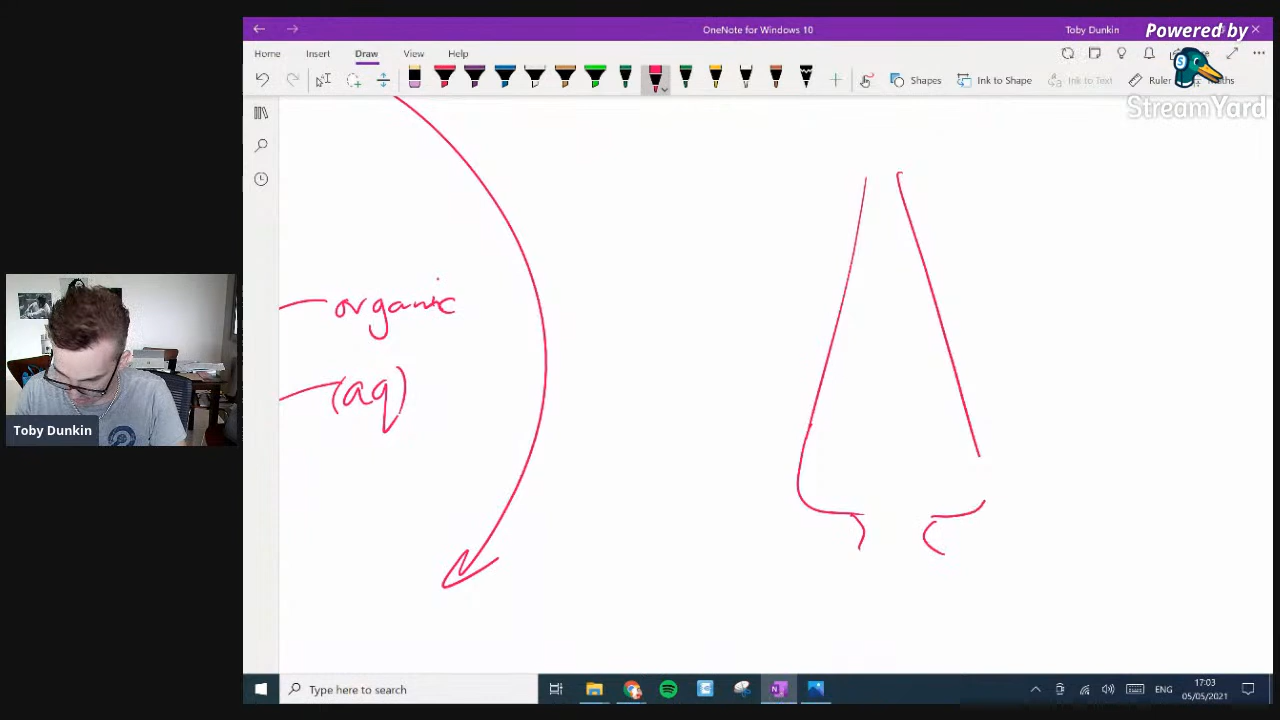 OneNote for Windows 10
Toby Dunkin
Powered by
StreamYard
Home Insert Draw View Help
Shapes
Ink to Shape
Ink to Text
Ruler
organic
(aq)
Toby Dunkin
Type here to search
ENG
17:03
05/05/2021